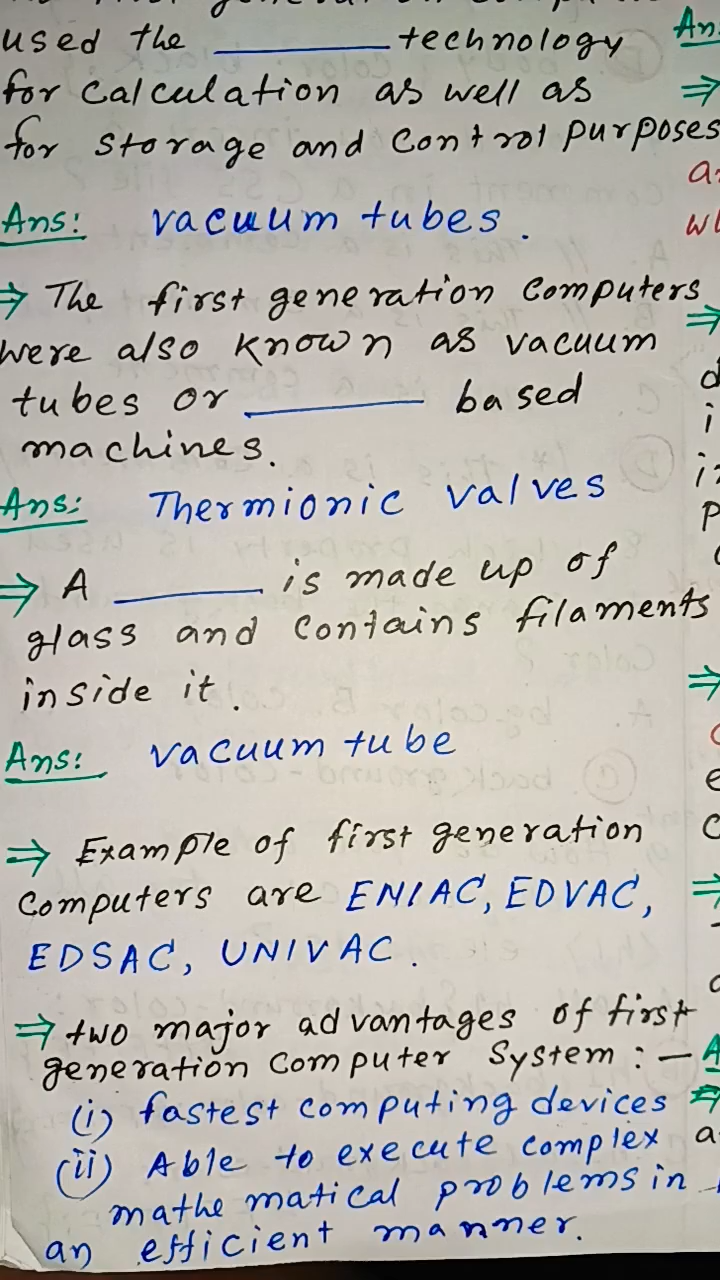 used the ________ technology
for calculation as well as
for storage and control purposes
Ans: vacuum tubes.
⇒ The first generation computers
were also known as vacuum
tubes or ________ based
machines.
Ans: Thermionic valves
⇒ A ________ is made up of
glass and contains filaments
inside it.
Ans: vacuum tube
⇒ Example of first generation
computers are ENIAC, EDVAC,
EDSAC, UNIVAC.
⇒ two major advantages of first
generation computer System : –
(i) fastest computing devices
(ii) Able to execute complex
mathematical problems in
an efficient manner.